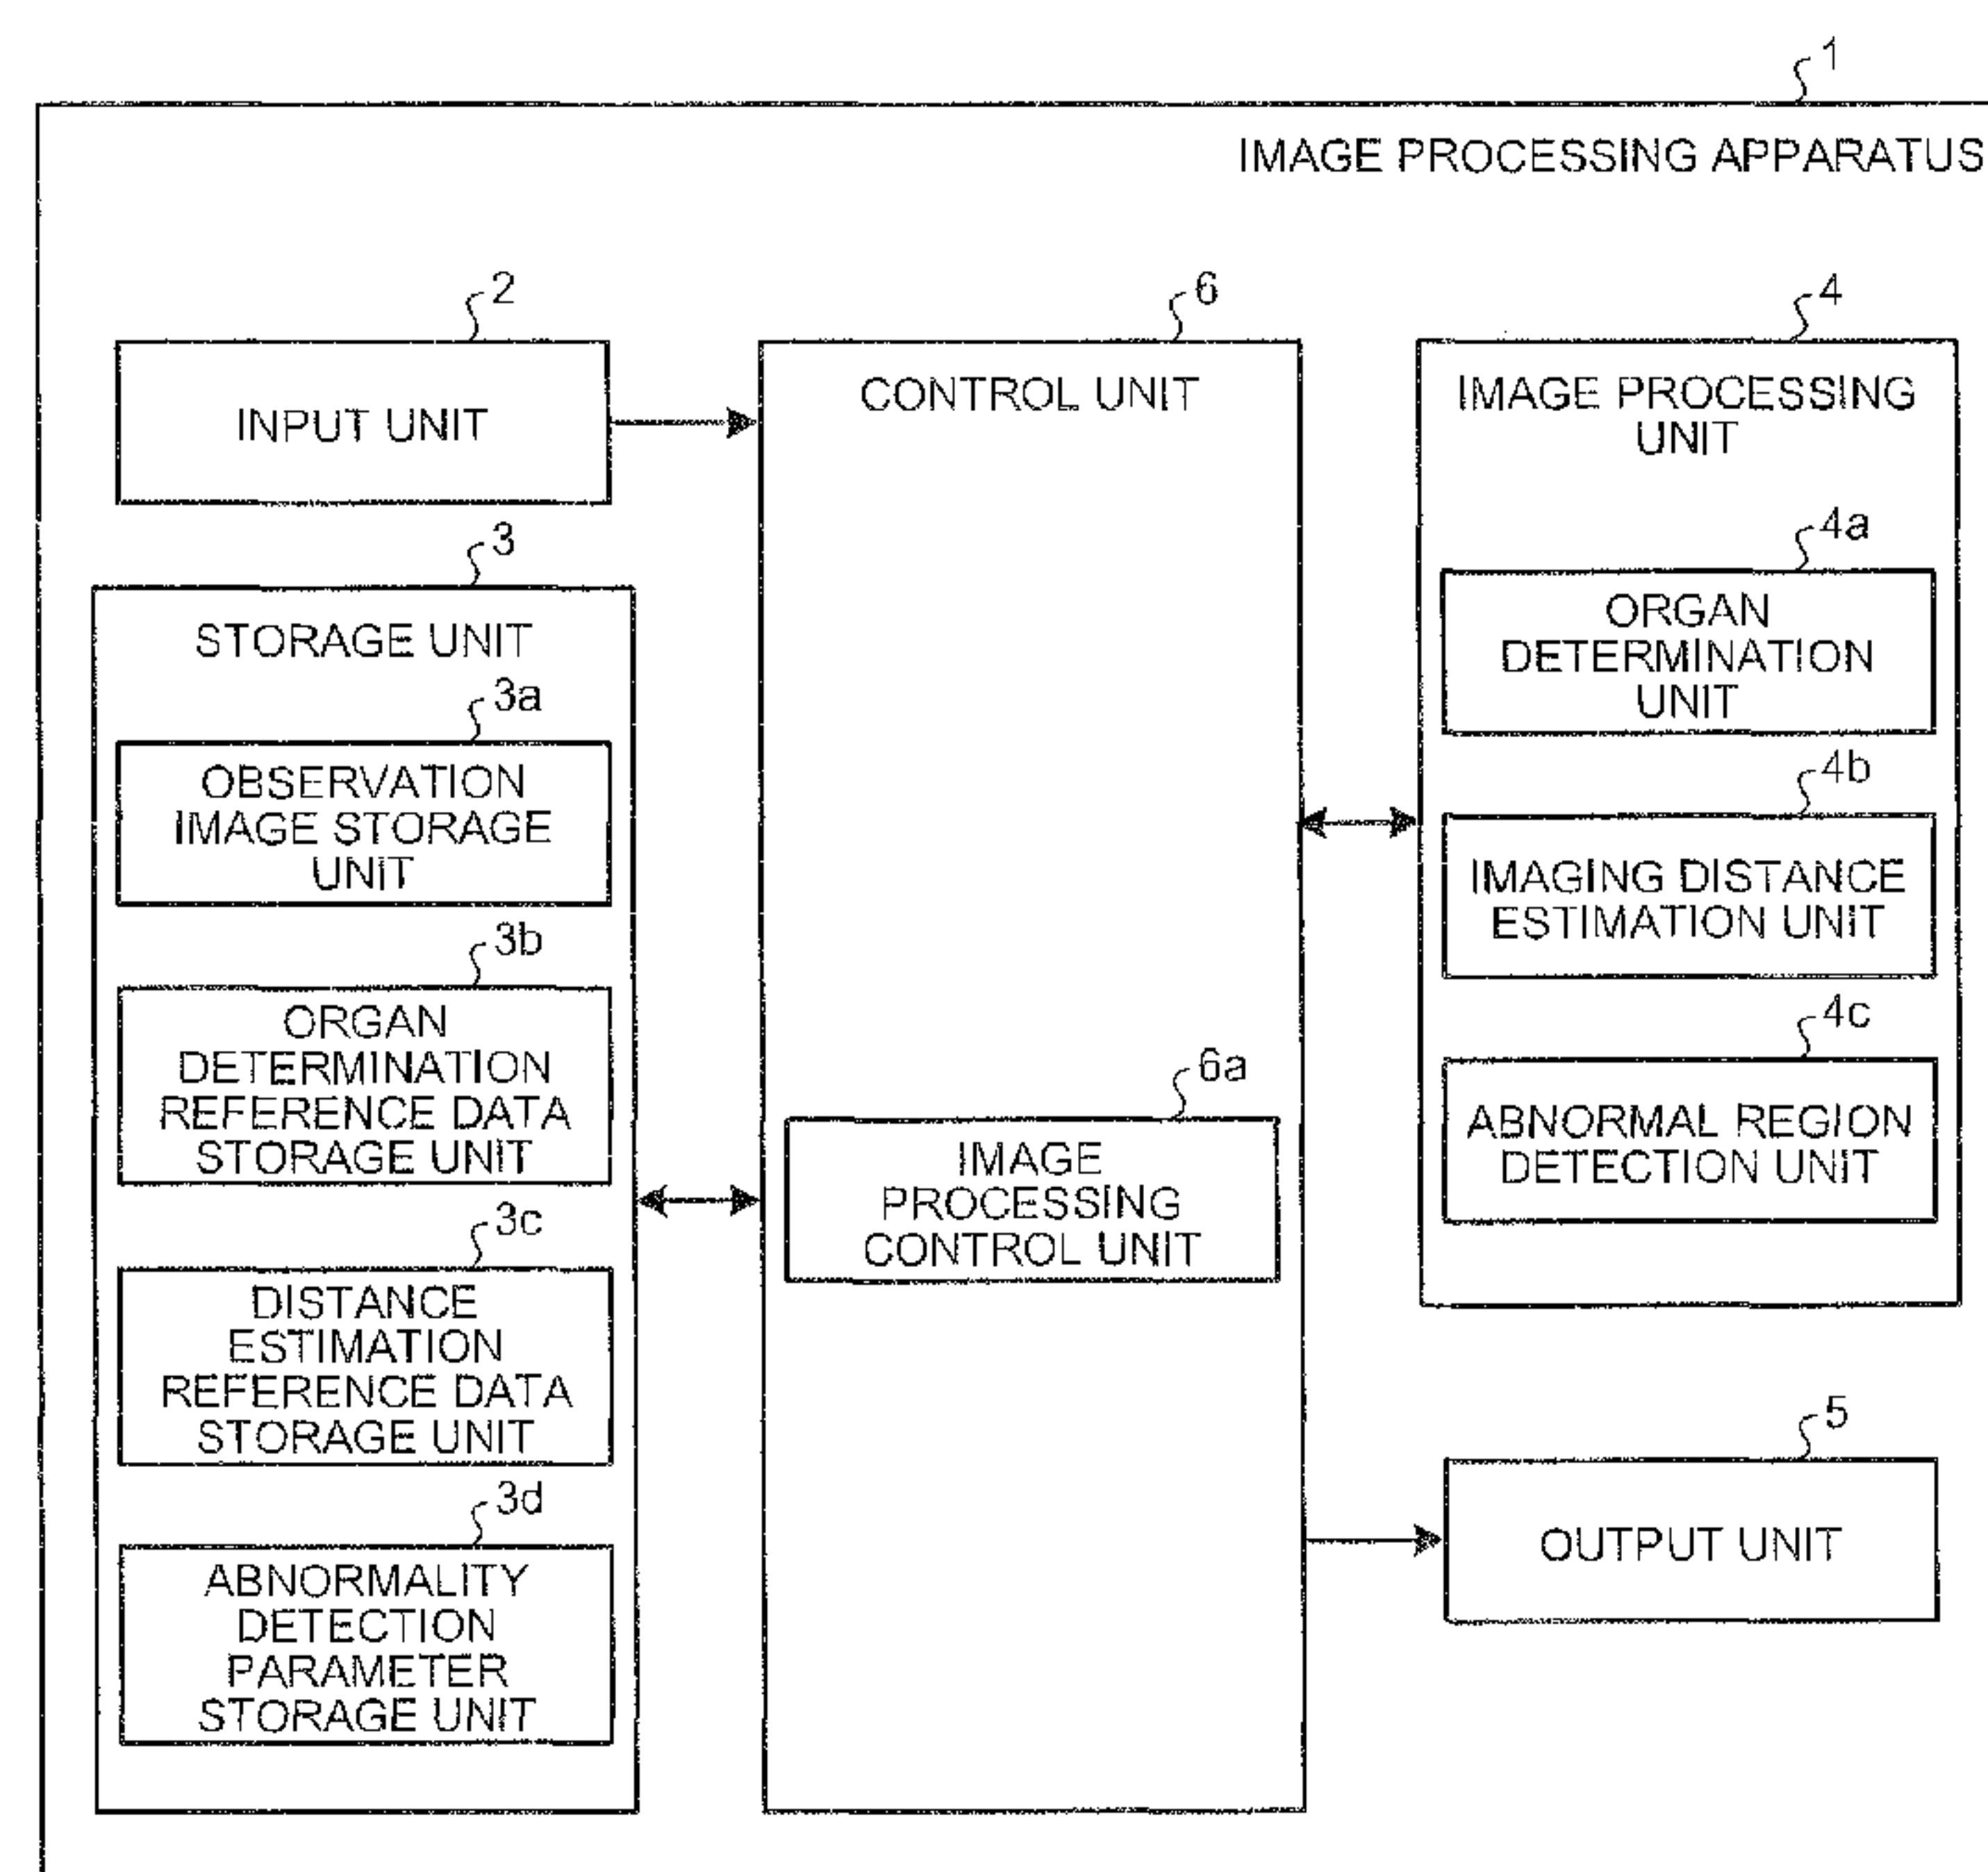 1
IMAGE PROCESSING APPARATUS
2
INPUT UNIT
3
STORAGE UNIT
3a
OBSERVATION
IMAGE STORAGE
UNIT
3b
ORGAN
DETERMINATION
REFERENCE DATA
STORAGE UNIT
3c
DISTANCE
ESTIMATION
REFERENCE DATA
STORAGE UNIT
3d
ABNORMALITY
DETECTION
PARAMETER
STORAGE UNIT
6
CONTROL UNIT
6a
IMAGE
PROCESSING
CONTROL UNIT
4
IMAGE PROCESSING
UNIT
4a
ORGAN
DETERMINATION
UNIT
4b
IMAGING DISTANCE
ESTIMATION UNIT
4c
ABNORMAL REGION
DETECTION UNIT
5
OUTPUT UNIT